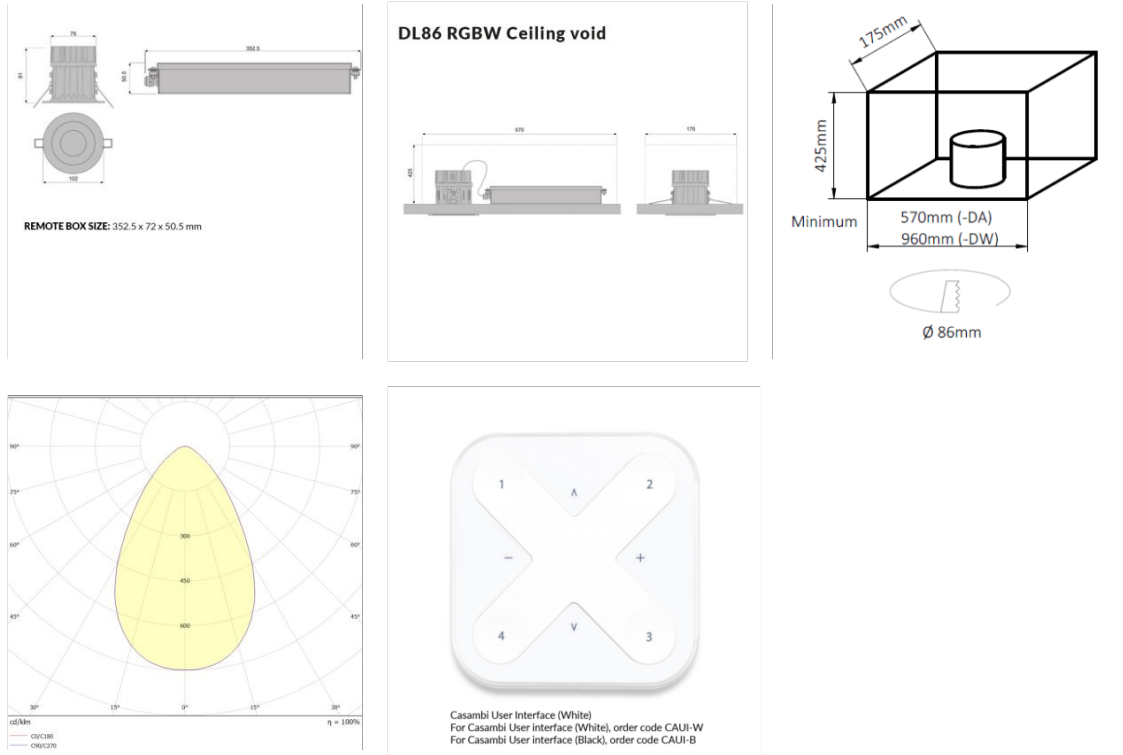 75
91
352.5
50.5
102
REMOTE BOX SIZE: 352.5 x 72 x 50.5 mm
DL86 RGBW Ceiling void
570
175
425
175mm
425mm
Minimum
570mm (-DA)
960mm (-DW)
Ø 86mm
90° 90°
75° 75°
60° 60°
45° 45°
300
450
600
30° 15° 0° 15° 30°
cd/klm η = 100%
C0/C180
C90/C270
1 ∧ 2
− +
4 ∨ 3
Casambi User Interface (White)
For Casambi User interface (White), order code CAUI-W
For Casambi User interface (Black), order code CAUI-B